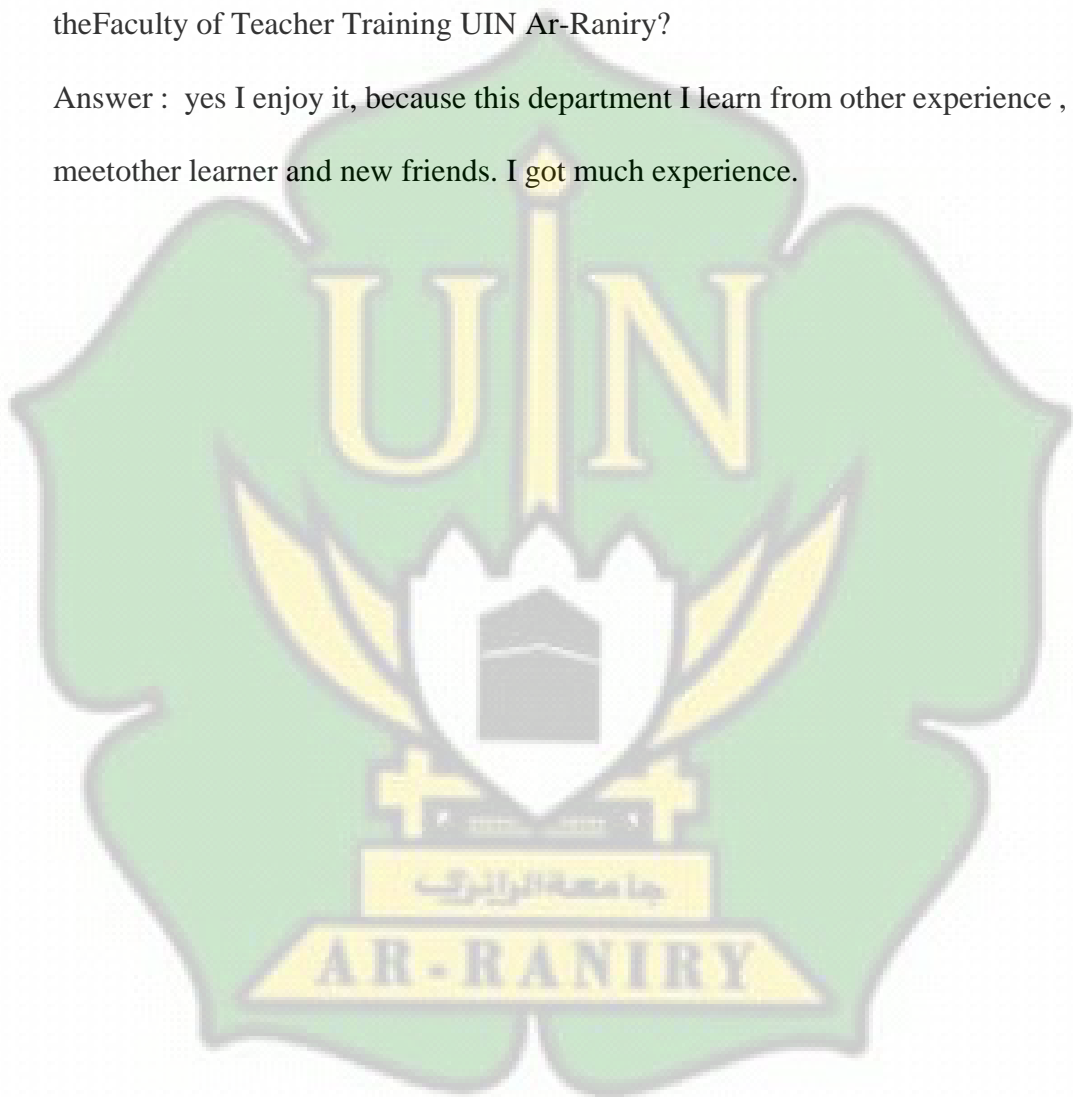 theFaculty of Teacher Training UIN Ar-Raniry?
Answer :  yes I enjoy it, because this department I learn from other experience ,
meetother learner and new friends. I got much experience.
UIN
جامعة الرانري
AR-RANIRY